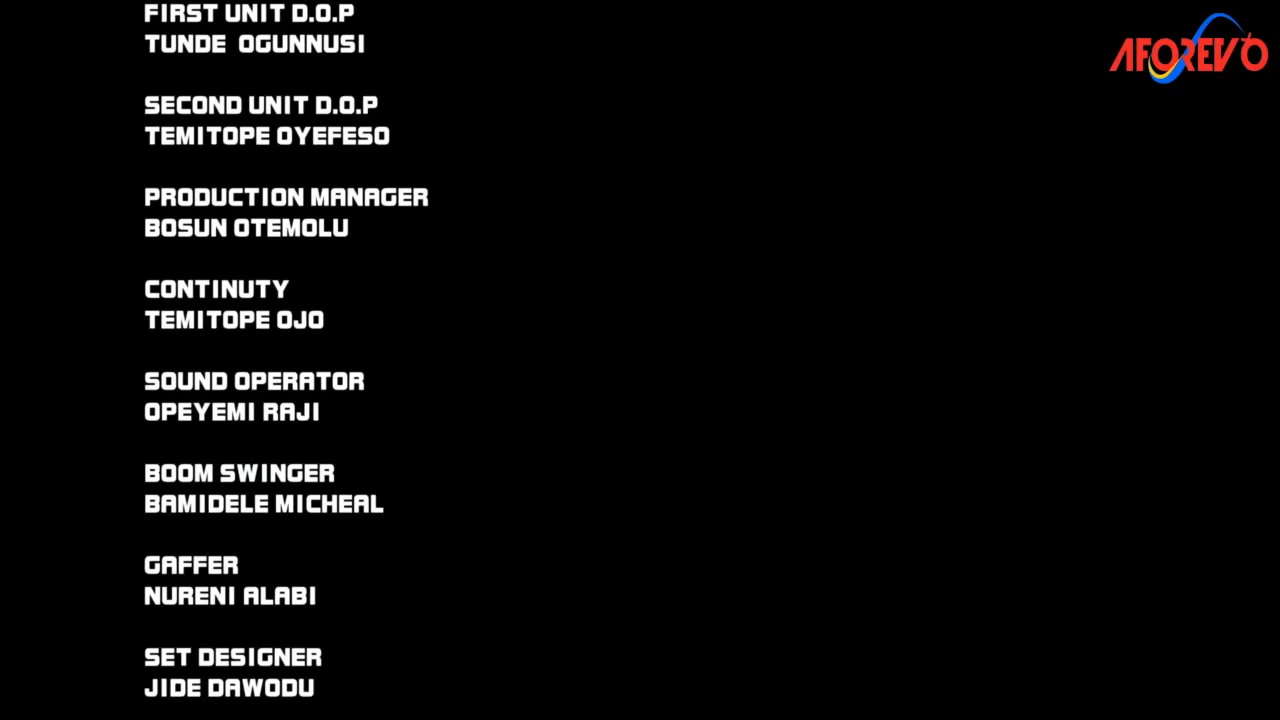 FIRST UNIT D.O.P
TUNDE OGUNNUSI
SECOND UNIT D.O.P
TEMITOPE OYEFESO
PRODUCTION MANAGER
BOSUN OTEMOLU
CONTINUTY
TEMITOPE OJO
SOUND OPERATOR
OPEYEMI RAJI
BOOM SWINGER
BAMIDELE MICHEAL
GAFFER
NURENI ALABI
SET DESIGNER
JIDE DAWODU
AFOREVO